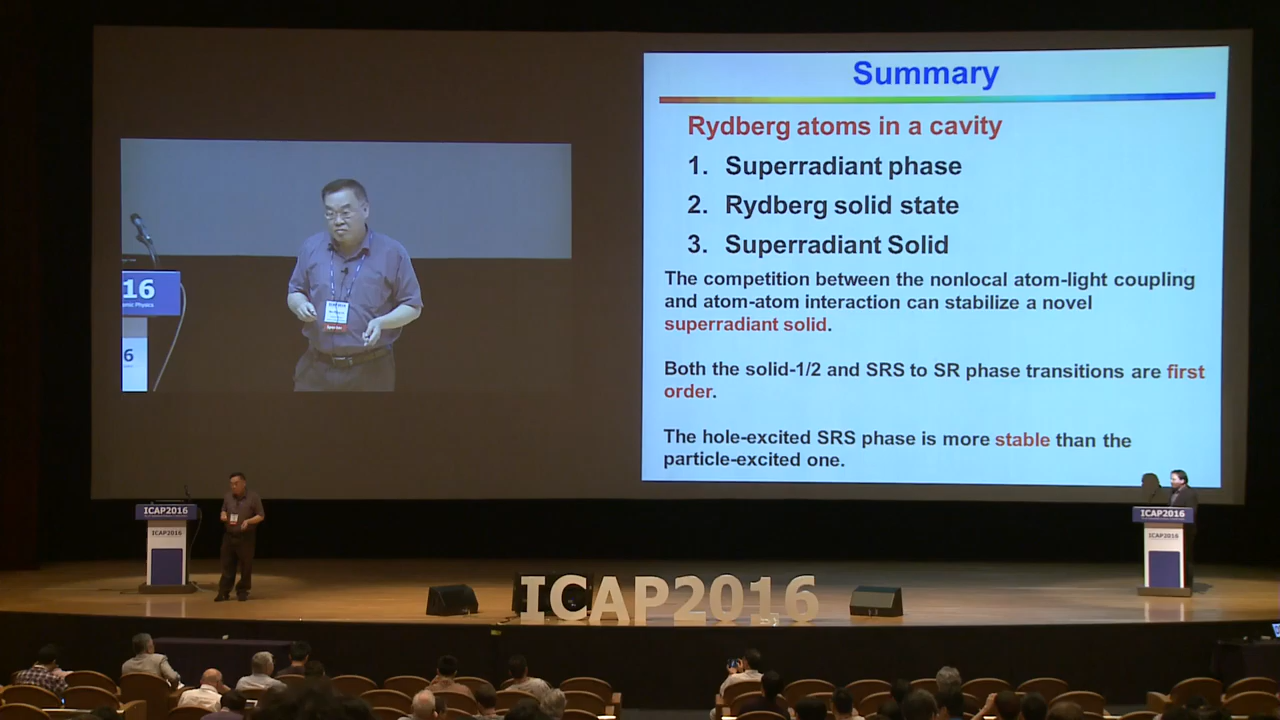 Summary
Rydberg atoms in a cavity
1. Superradiant phase
2. Rydberg solid state
3. Superradiant Solid
The competition between the nonlocal atom-light coupling
and atom-atom interaction can stabilize a novel
superradiant solid.
Both the solid-1/2 and SRS to SR phase transitions are first
order.
The hole-excited SRS phase is more stable than the
particle-excited one.
16
6
ICAP2016
ICAP2016
ICAP2016
ICAP2016
ICAP2016